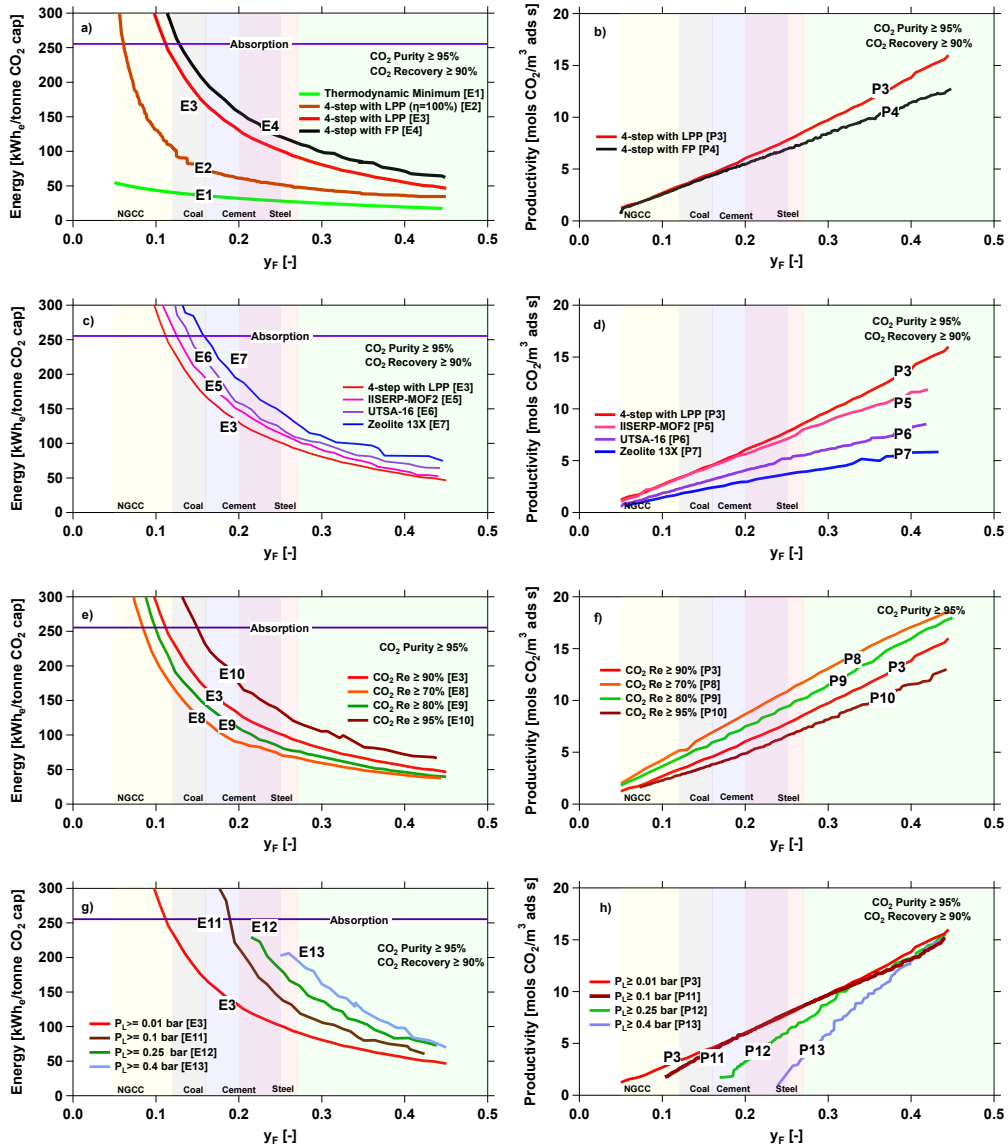 a)
Absorption
CO2 Purity ≥ 95%
CO2 Recovery ≥ 90%
Thermodynamic Minimum [E1]
4-step with LPP (η=100%) [E2]
4-step with LPP [E3]
4-step with FP [E4]
E3
E4
E2
E1
NGCC
Coal
Cement
Steel
300
250
200
150
100
50
0
Energy [kWhe/tonne CO2 cap]
0.0
0.1
0.2
0.3
0.4
0.5
yF [-]
b)
CO2 Purity ≥ 95%
CO2 Recovery ≥ 90%
P3
P4
4-step with LPP [P3]
4-step with FP [P4]
NGCC
Coal
Cement
Steel
20
15
10
5
0
Productivity [mols CO2/m3 ads s]
0.0
0.1
0.2
0.3
0.4
0.5
yF [-]
c)
Absorption
CO2 Purity ≥ 95%
CO2 Recovery ≥ 90%
E6
E7
E5
E3
4-step with LPP [E3]
IISERP-MOF2 [E5]
UTSA-16 [E6]
Zeolite 13X [E7]
NGCC
Coal
Cement
Steel
300
250
200
150
100
50
0
Energy [kWhe/tonne CO2 cap]
0.0
0.1
0.2
0.3
0.4
0.5
yF [-]
d)
CO2 Purity ≥ 95%
CO2 Recovery ≥ 90%
P3
P5
P6
P7
4-step with LPP [P3]
IISERP-MOF2 [P5]
UTSA-16 [P6]
Zeolite 13X [P7]
NGCC
Coal
Cement
Steel
20
15
10
5
0
Productivity [mols CO2/m3 ads s]
0.0
0.1
0.2
0.3
0.4
0.5
yF [-]
e)
Absorption
CO2 Purity ≥ 95%
E10
E3
E8
E9
CO2 Re ≥ 90% [E3]
CO2 Re ≥ 70% [E8]
CO2 Re ≥ 80% [E9]
CO2 Re ≥ 95% [E10]
NGCC
Coal
Cement
Steel
300
250
200
150
100
50
0
Energy [kWhe/tonne CO2 cap]
0.0
0.1
0.2
0.3
0.4
0.5
yF [-]
f)
CO2 Purity ≥ 95%
P8
P9
P3
P10
CO2 Re ≥ 90% [P3]
CO2 Re ≥ 70% [P8]
CO2 Re ≥ 80% [P9]
CO2 Re ≥ 95% [P10]
NGCC
Coal
Cement
Steel
20
15
10
5
0
Productivity [mols CO2/m3 ads s]
0.0
0.1
0.2
0.3
0.4
0.5
yF [-]
g)
Absorption
E11
E12
E13
E3
CO2 Purity ≥ 95%
CO2 Recovery ≥ 90%
PL>= 0.01 bar [E3]
PL>= 0.1 bar [E11]
PL>= 0.25 bar [E12]
PL>= 0.4 bar [E13]
NGCC
Coal
Cement
Steel
300
250
200
150
100
50
0
Energy [kWhe/tonne CO2 cap]
0.0
0.1
0.2
0.3
0.4
0.5
yF [-]
h)
CO2 Purity ≥ 95%
CO2 Recovery ≥ 90%
PL≥ 0.01 bar [P3]
PL≥ 0.1 bar [P11]
PL≥ 0.25 bar [P12]
PL≥ 0.4 bar [P13]
P3
P11
P12
P13
NGCC
Coal
Cement
Steel
20
15
10
5
0
Productivity [mols CO2/m3 ads s]
0.0
0.1
0.2
0.3
0.4
0.5
yF [-]